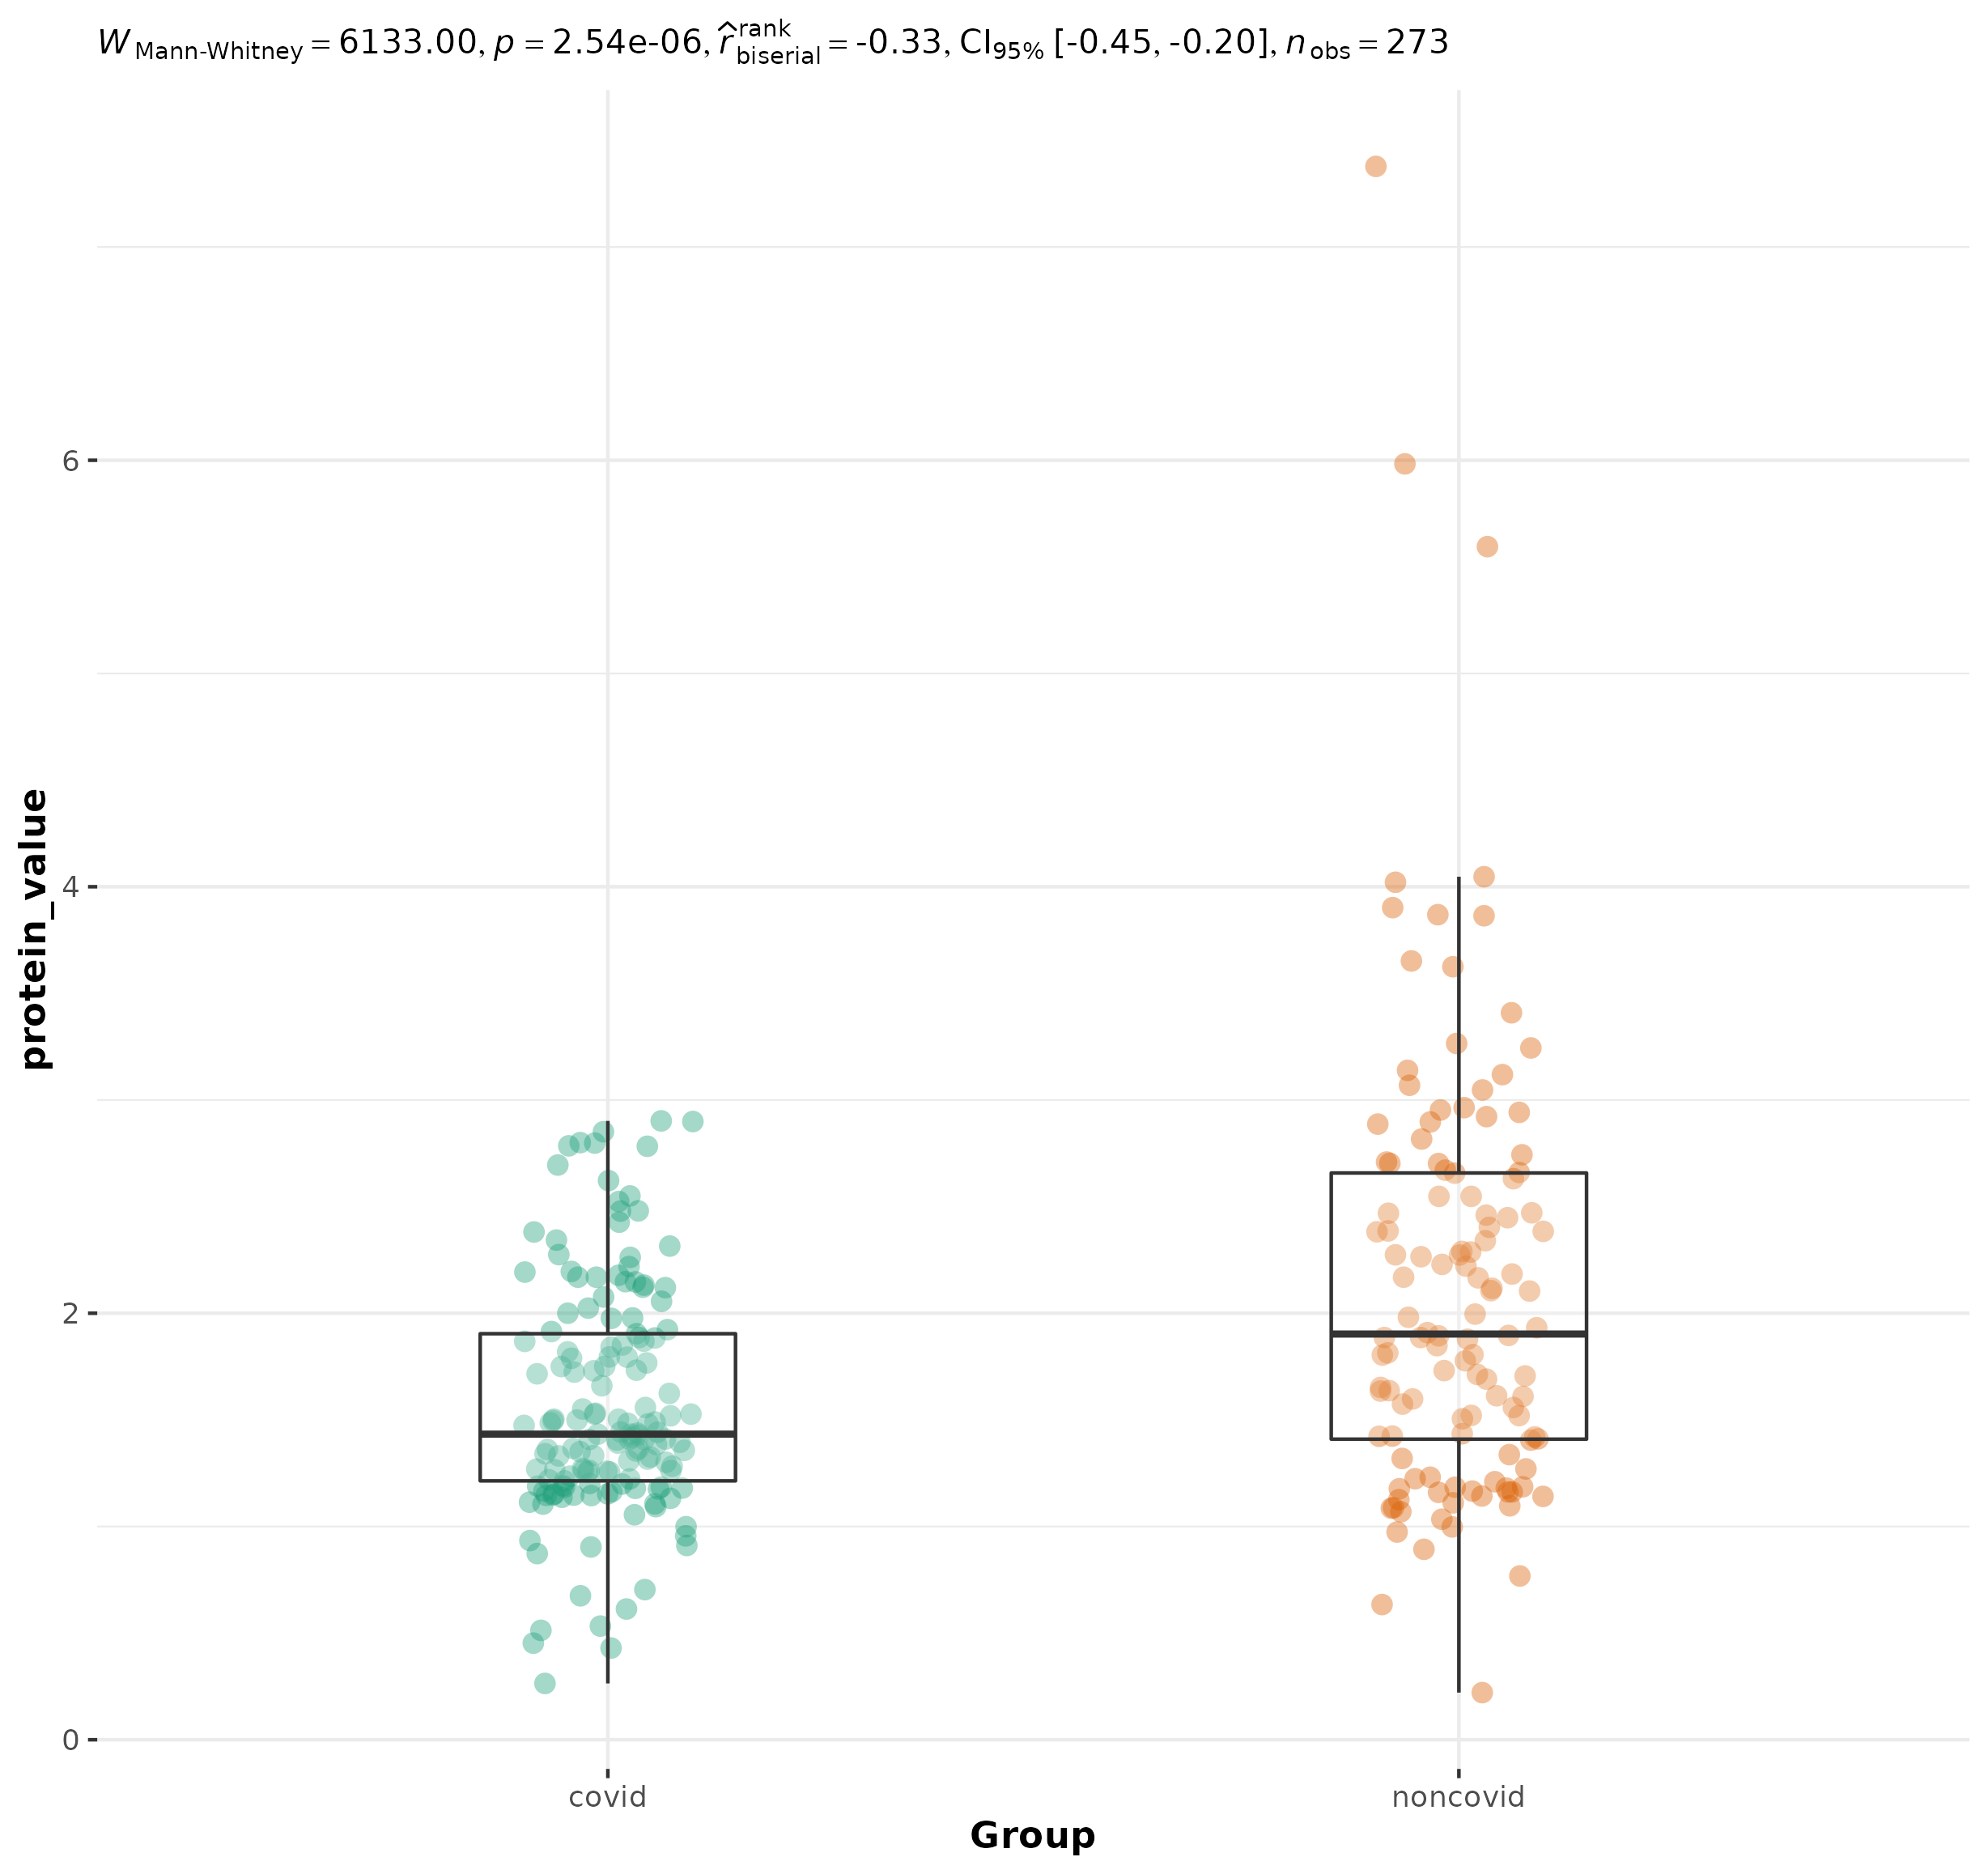 W Mann-Whitney = 6133.00, p = 2.54e-06, r̂ rank biserial = -0.33, CI95% [-0.45, -0.20], n obs = 273
protein_value
6
4
2
0
covid noncovid
Group